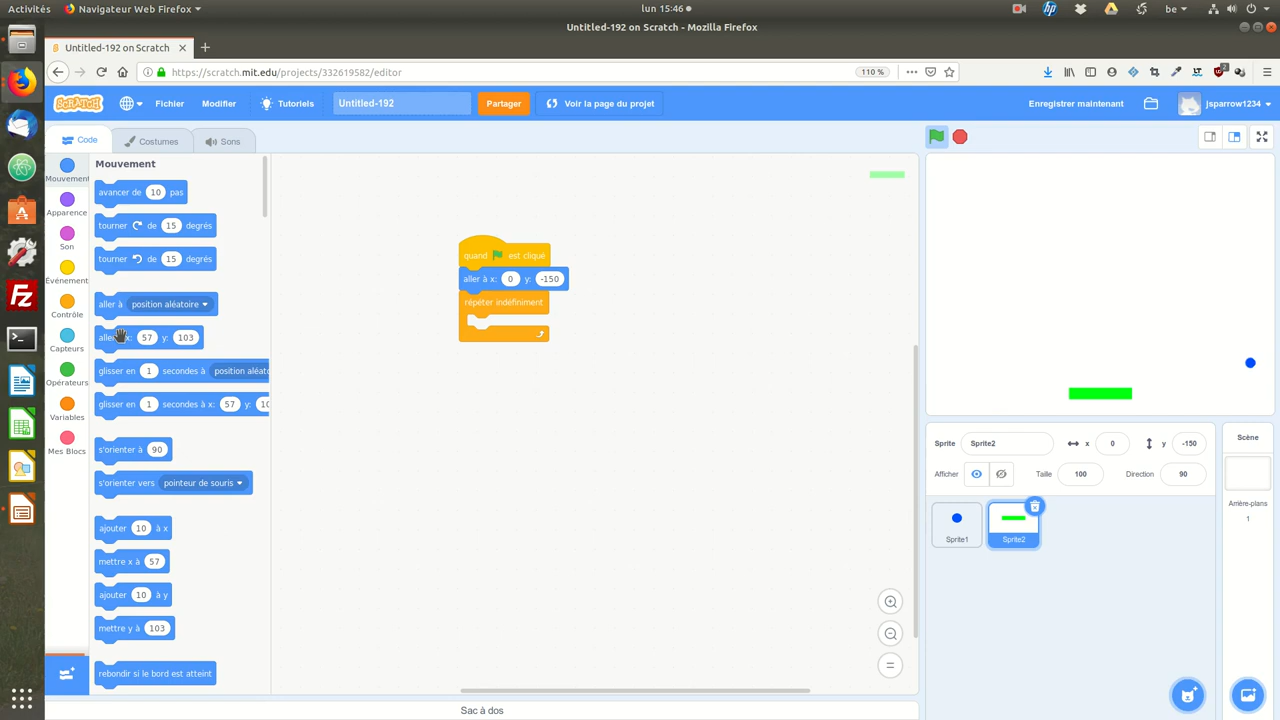 Activités
Navigateur Web Firefox
lun 15:46
be
Untitled-192 on Scratch - Mozilla Firefox
Untitled-192 on Scratch
https://scratch.mit.edu/projects/332619582/editor
110 %
SCRATCH
Fichier
Modifier
Tutoriels
Untitled-192
Partager
Voir la page du projet
Enregistrer maintenant
jsparrow1234
Code
Costumes
Sons
Mouvement
Apparence
Son
Événement
Contrôle
Capteurs
Opérateurs
Variables
Mes Blocs
Mouvement
avancer de 10 pas
tourner de 15 degrés
tourner de 15 degrés
aller à position aléatoire
x: 57 y: 103
glisser en 1 secondes à position aléato
glisser en 1 secondes à x: 57 y: 10
s'orienter à 90
s'orienter vers pointeur de souris
ajouter 10 à x
mettre x à 57
ajouter 10 à y
mettre y à 103
rebondir si le bord est atteint
quand est cliqué
aller à x: 0 y: -150
répéter indéfiniment
Sac à dos
Sprite Sprite2 x 0 y -150
Afficher Taille 100 Direction 90
Sprite1
Sprite2
Scène
Arrière-plans
1